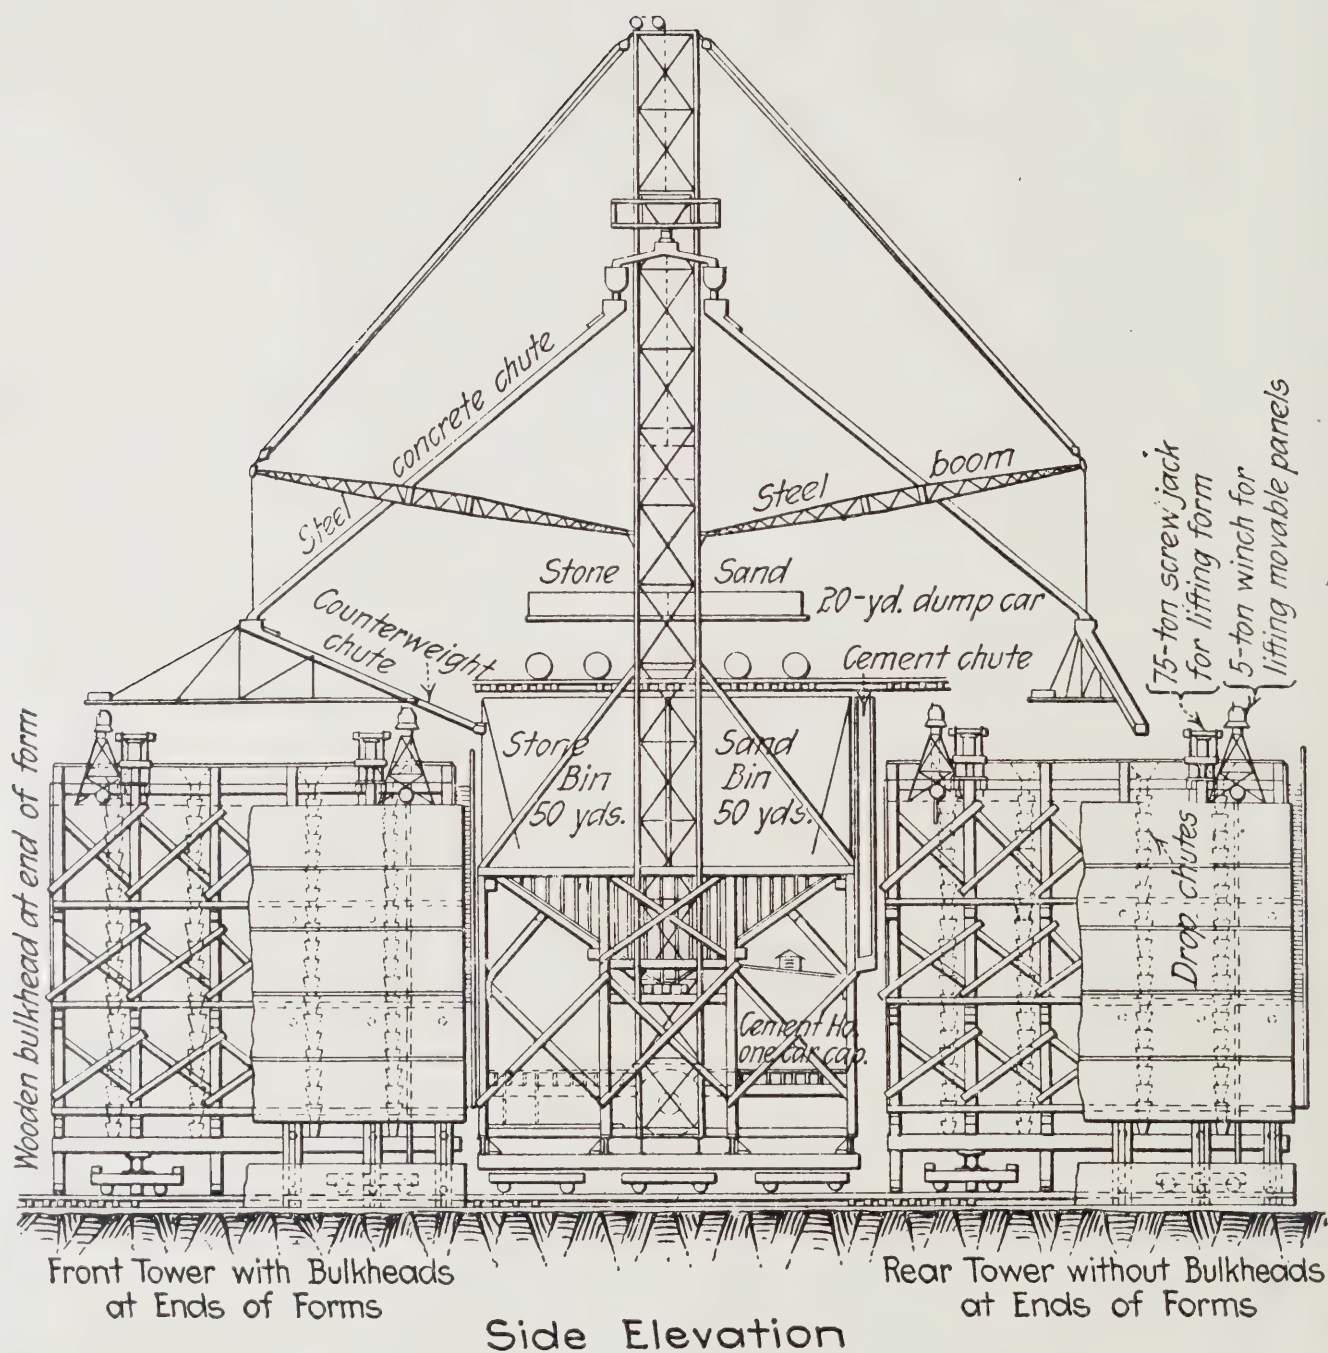 Steel concrete chute
Steel boom
Stone Sand
20-yd. dump car
Counterweight
chute
Cement chute
75-ton screw jack
for lifting form
5-ton winch for
lifting movable panels
Stone
Bin
50 yds.
Sand
Bin
50 yds.
Wooden bulkhead at end of form
Drop chutes
Cement Ho.
one car cap.
Front Tower with Bulkheads
at Ends of Forms
Rear Tower without Bulkheads
at Ends of Forms
Side Elevation